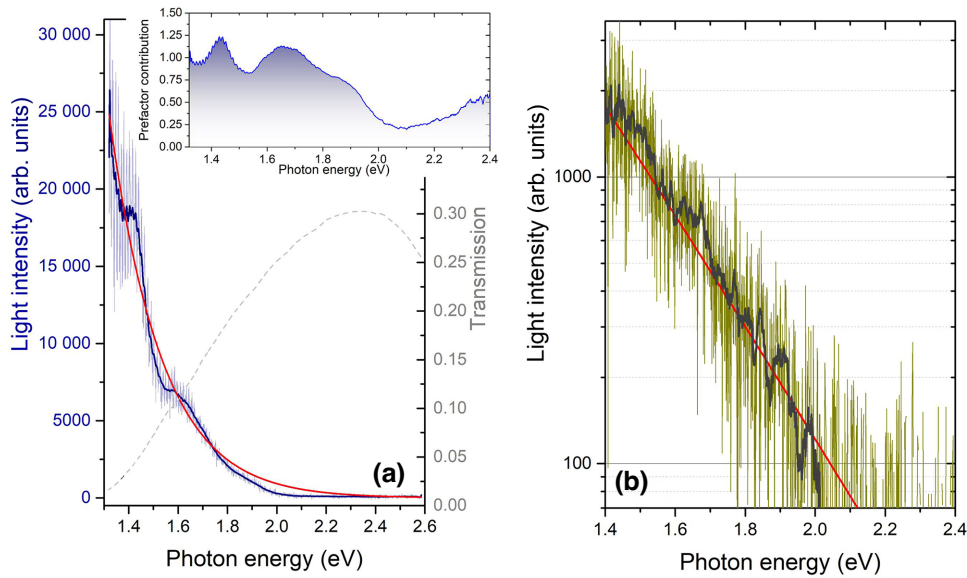 1.50
1.25
1.00
0.75
0.50
0.25
0.00
Prefactor contribution
1.4 1.6 1.8 2.0 2.2 2.4
Photon energy (eV)
30 000
25 000
20 000
15 000
10 000
5000
0
Light intensity (arb. units)
0.30
0.25
0.20
0.15
0.10
0.05
0.00
Transmission
(a)
1.4 1.6 1.8 2.0 2.2 2.4 2.6
Photon energy (eV)
1000
100
Light intensity (arb. units)
(b)
1.4 1.6 1.8 2.0 2.2 2.4
Photon energy (eV)